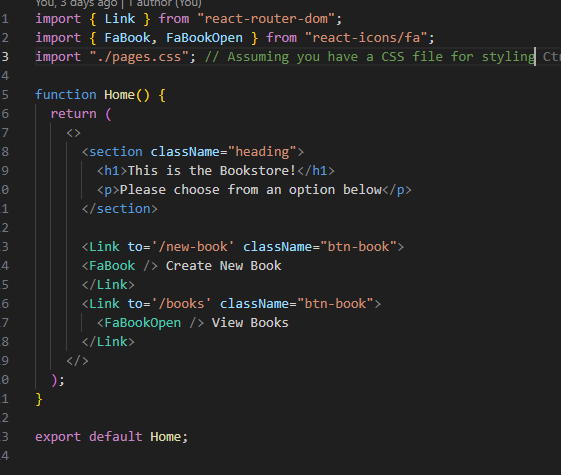 You, 3 days ago | 1 author (You)
1 import { Link } from "react-router-dom";
2 import { FaBook, FaBookOpen } from "react-icons/fa";
3 import "./pages.css"; // Assuming you have a CSS file for styling
4
5 function Home() {
6   return (
7     <>
8       <section className="heading">
9         <h1>This is the Bookstore!</h1>
0         <p>Please choose from an option below</p>
1       </section>
2
3       <Link to='/new-book' className="btn-book">
4       <FaBook /> Create New Book
5       </Link>
6       <Link to='/books' className="btn-book">
7         <FaBookOpen /> View Books
8       </Link>
9     </>
0   );
1 }
2
3 export default Home;
4